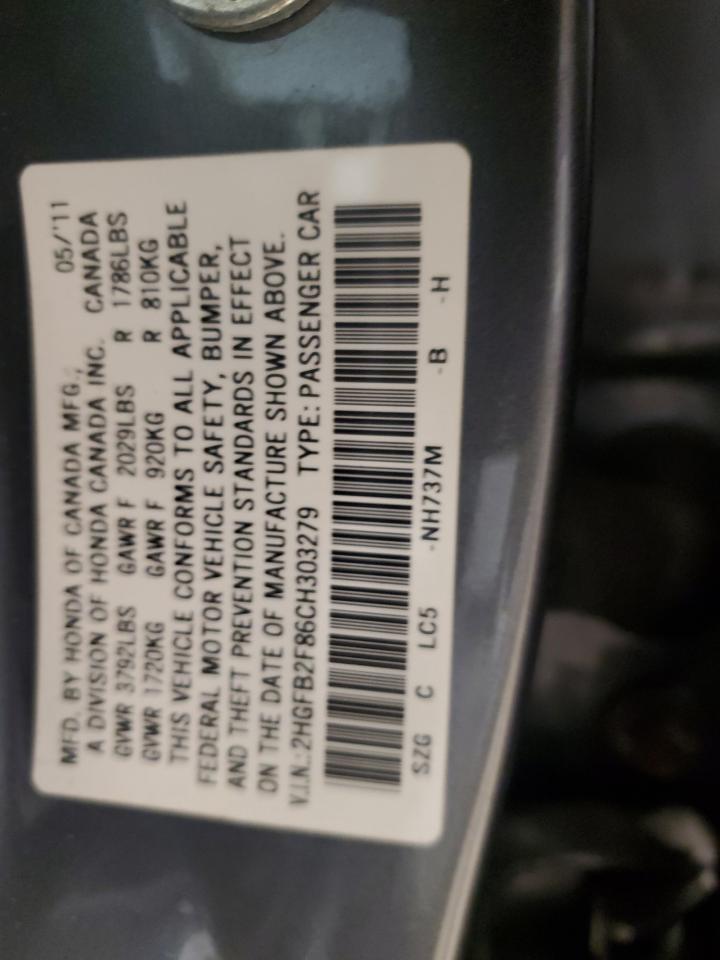 MFD. BY HONDA OF CANADA MFG., 05/'11
A DIVISION OF HONDA CANADA INC. CANADA
GVWR 3792LBS GAWR F 2029LBS R 1786LBS
GVWR 1720KG GAWR F 920KG R 810KG
THIS VEHICLE CONFORMS TO ALL APPLICABLE
FEDERAL MOTOR VEHICLE SAFETY, BUMPER,
AND THEFT PREVENTION STANDARDS IN EFFECT
ON THE DATE OF MANUFACTURE SHOWN ABOVE.
V.I.N.: 2HGFB2F86CH303279 TYPE: PASSENGER CAR
SZG C LC5 -NH737M -B -H